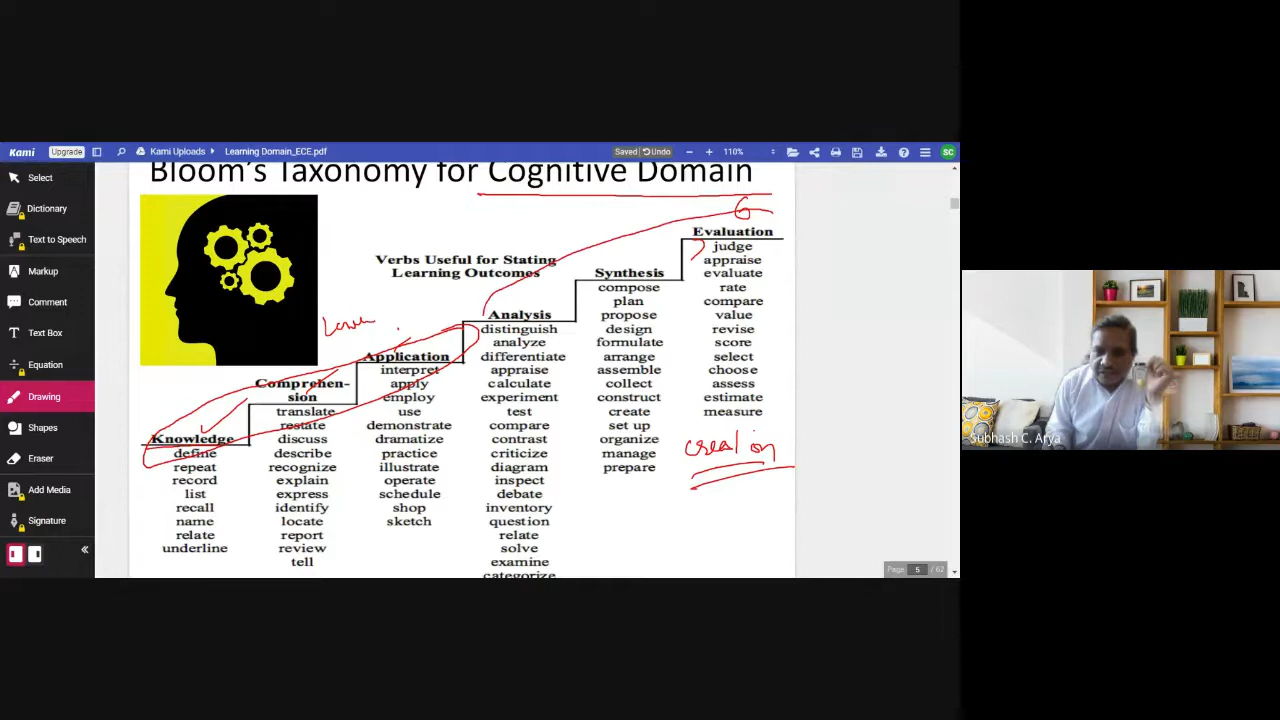 Kami
Upgrade
Kami Uploads
Learning Domain_ECE.pdf
Saved Undo
110%
SC
Select
Dictionary
Text to Speech
Markup
Comment
Text Box
Equation
Drawing
Shapes
Eraser
Add Media
Signature
Bloom's Taxonomy for Cognitive Domain
6
Verbs Useful for Stating
Learning Outcomes
Lower
Knowledge
define
repeat
record
list
recall
name
relate
underline
Comprehen-
sion
translate
restate
discuss
describe
recognize
explain
express
identify
locate
report
review
tell
Application
interpret
apply
employ
use
demonstrate
dramatize
practice
illustrate
operate
schedule
shop
sketch
Analysis
distinguish
analyze
differentiate
appraise
calculate
experiment
test
compare
contrast
criticize
diagram
inspect
debate
inventory
question
relate
solve
examine
categorize
Synthesis
compose
plan
propose
design
formulate
arrange
assemble
collect
construct
create
set up
organize
manage
prepare
Evaluation
judge
appraise
evaluate
rate
compare
value
revise
score
select
choose
assess
estimate
measure
creation
Page 5 / 62
Subhash C. Arya